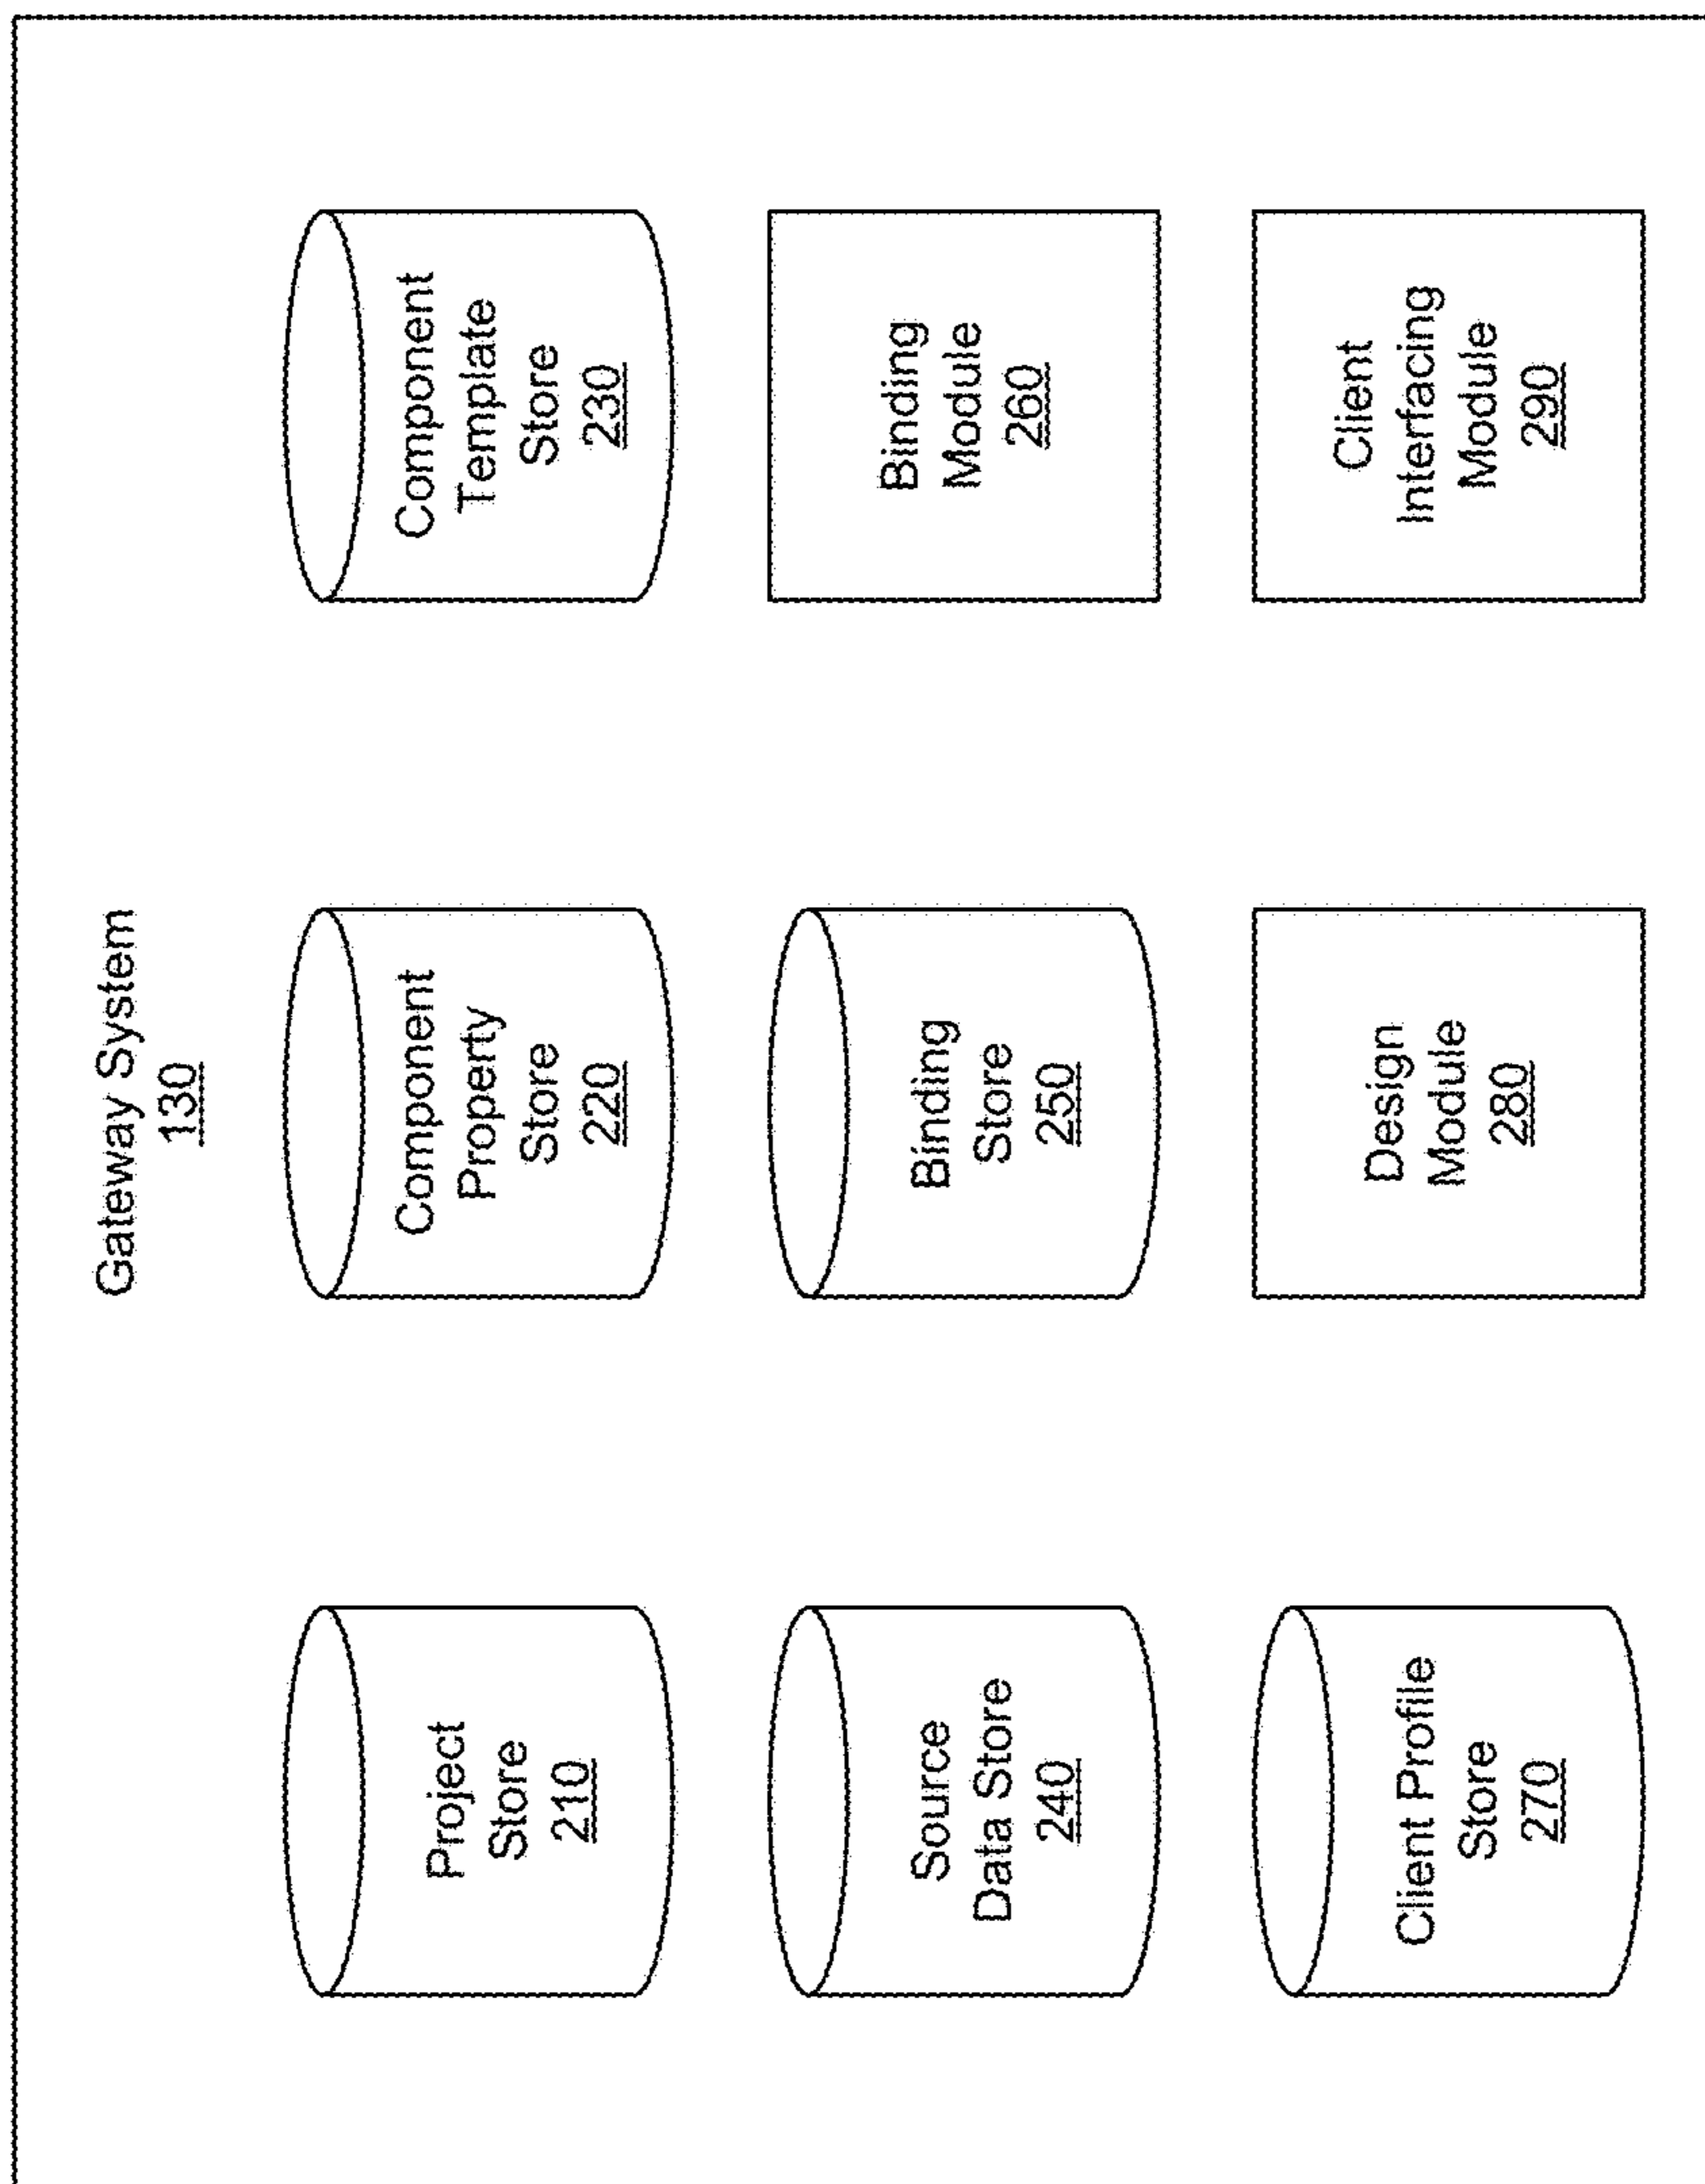 Gateway System
130
Project
Store
210
Component
Property
Store
220
Component
Template
Store
230
Source
Data Store
240
Binding
Store
250
Binding
Module
260
Client Profile
Store
270
Design
Module
280
Client
Interfacing
Module
290